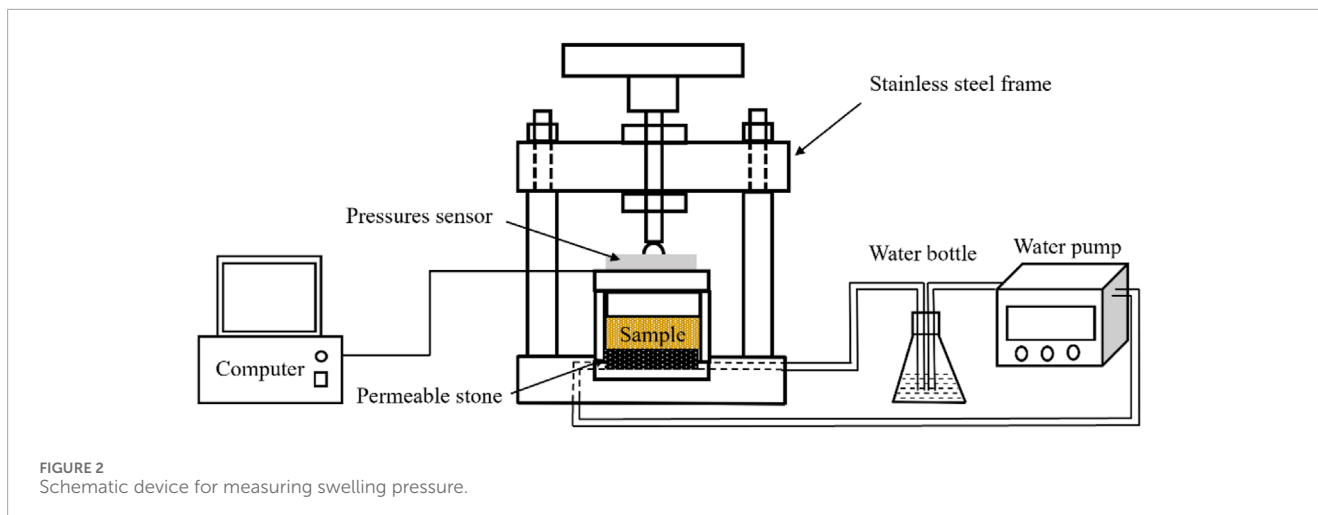 Stainless steel frame
Pressures sensor
Water bottle
Water pump
Sample
Computer
Permeable stone
FIGURE 2
Schematic device for measuring swelling pressure.